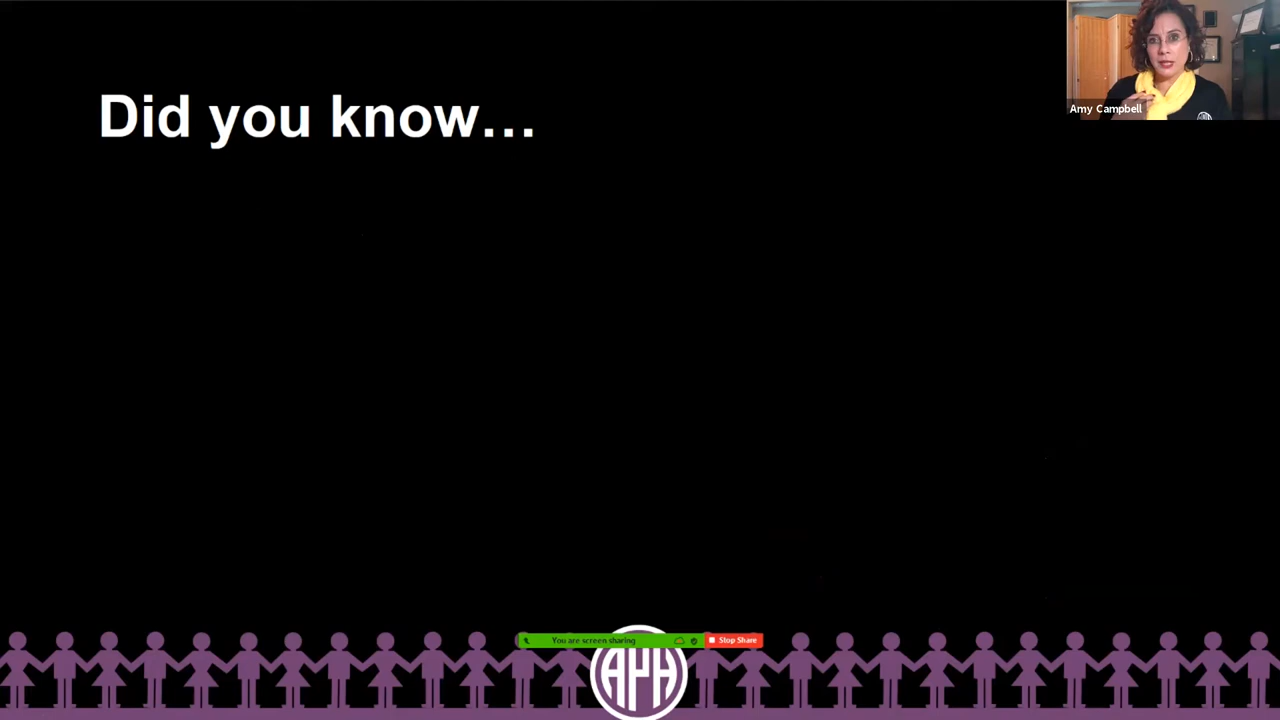 Did you know…
Amy Campbell
You are screen sharing
Stop Share
APH